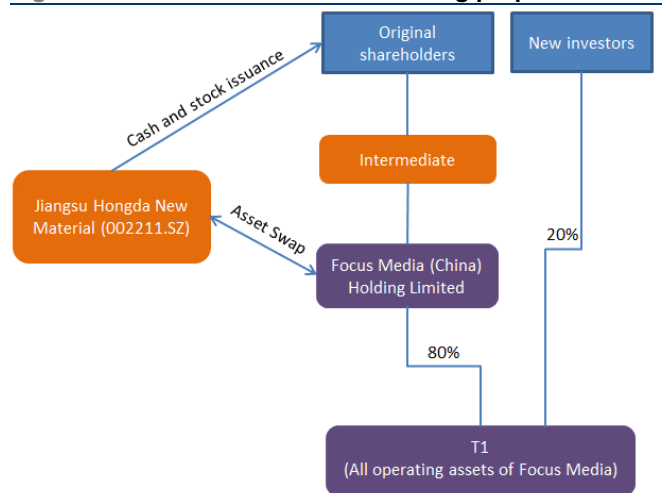 Original
shareholders
New investors
Cash and stock issuance
Intermediate
Jiangsu Hongda New
Material (002211.SZ)
Asset Swap
Focus Media (China)
Holding Limited
20%
80%
T1
(All operating assets of Focus Media)